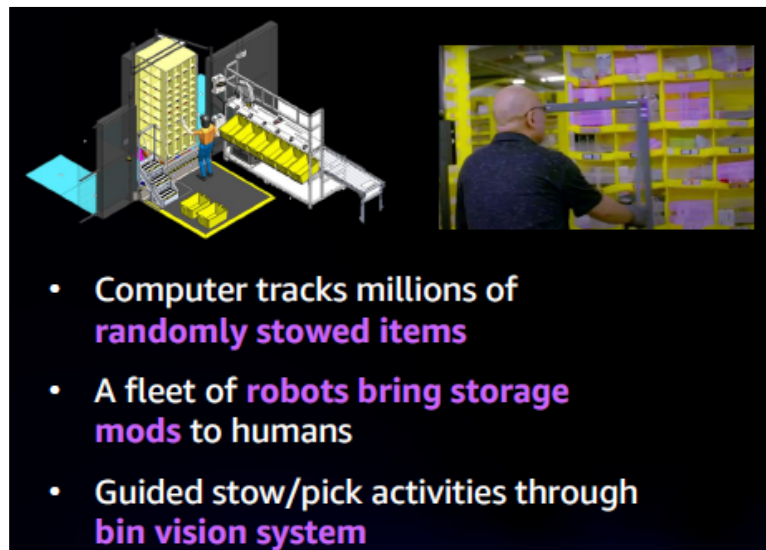 • Computer tracks millions of
randomly stowed items
• A fleet of robots bring storage
mods to humans
• Guided stow/pick activities through
bin vision system